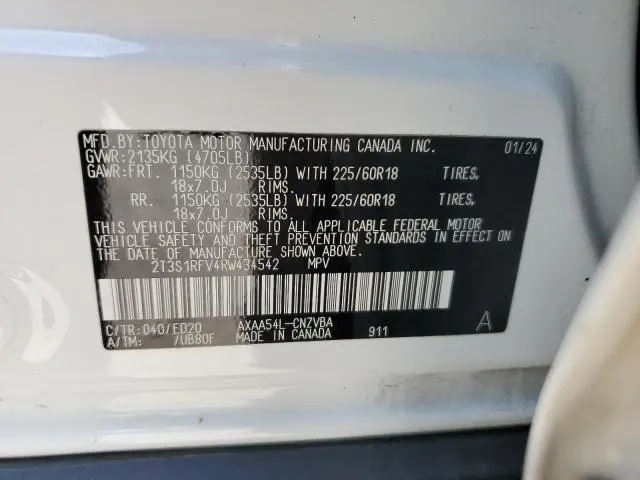 MFD.BY:TOYOTA MOTOR MANUFACTURING CANADA INC. 01/24
GVWR:2135KG (4705LB)
GAWR:FRT. 1150KG (2535LB) WITH 225/60R18 TIRES,
18x7.0J RIMS.
RR. 1150KG (2535LB) WITH 225/60R18 TIRES,
18x7.0J RIMS.
THIS VEHICLE CONFORMS TO ALL APPLICABLE FEDERAL MOTOR
VEHICLE SAFETY AND THEFT PREVENTION STANDARDS IN EFFECT ON
THE DATE OF MANUFACTURE SHOWN ABOVE.
2T3S1RFV4RW434542 MPV
C/TR:040/ED20 AXAA54L-CNZVBA A
A/TM: /UB80F MADE IN CANADA 911